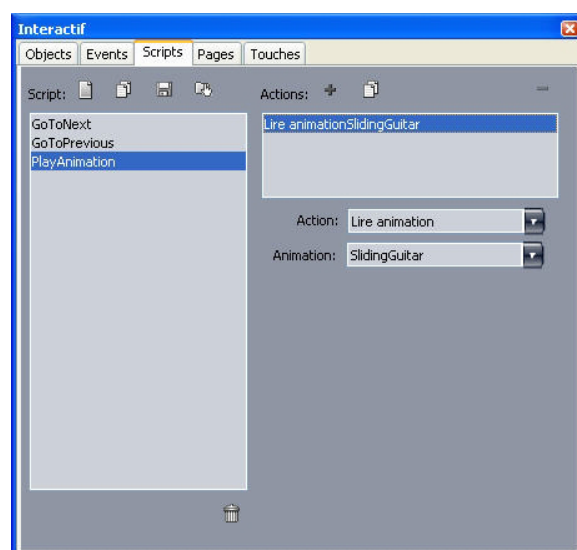 Interactif
Objects Events Scripts Pages Touches
Script: Actions:
GoToNext
GoToPrevious
PlayAnimation
Lire animationSlidingGuitar
Action: Lire animation
Animation: SlidingGuitar